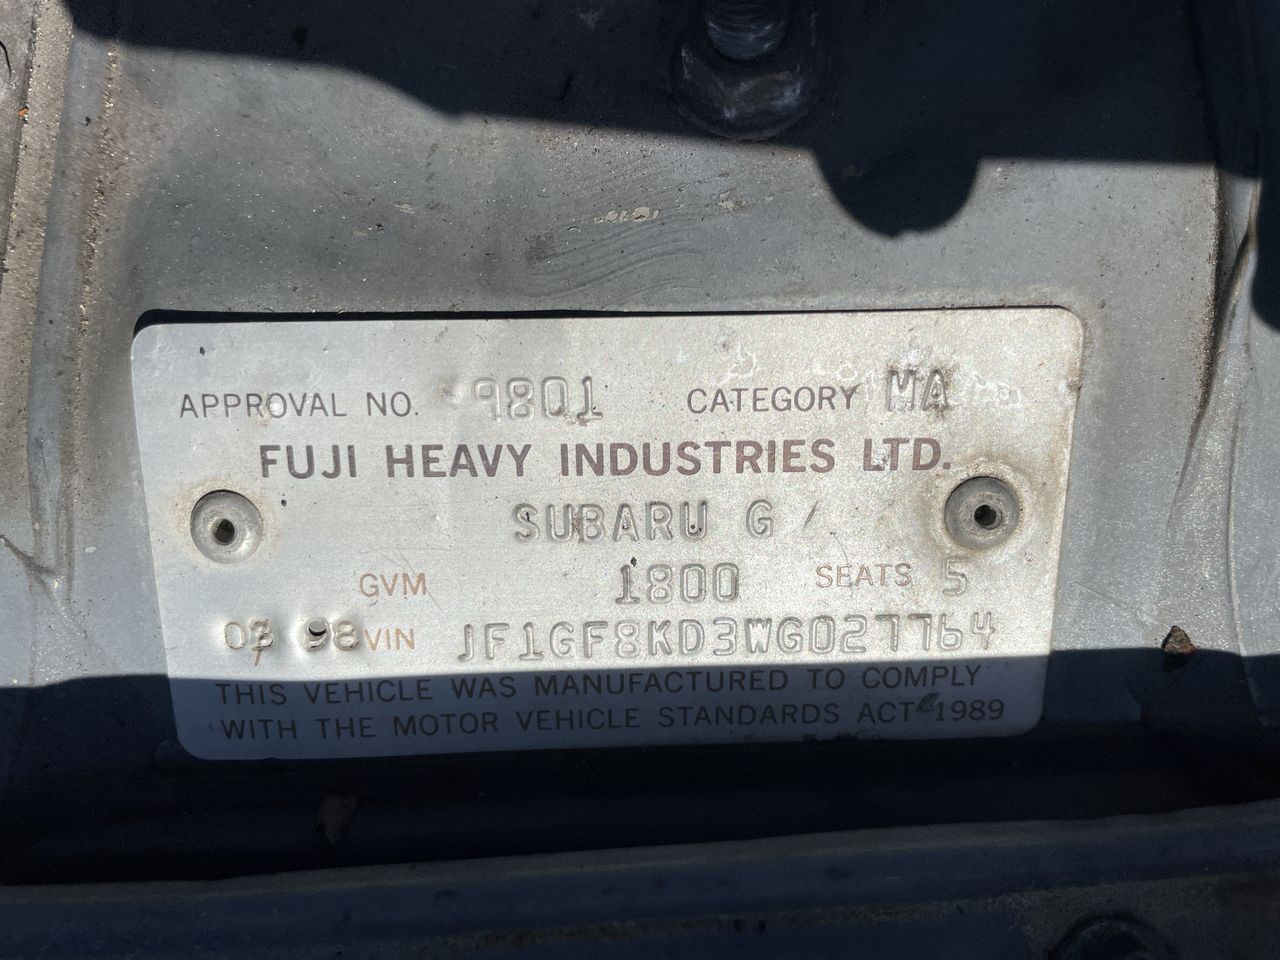 APPROVAL NO. 9801 CATEGORY MA
FUJI HEAVY INDUSTRIES LTD.
SUBARU G
GVM 1800 SEATS 5
03 98 VIN JF1GF8KD3WG027764
THIS VEHICLE WAS MANUFACTURED TO COMPLY
WITH THE MOTOR VEHICLE STANDARDS ACT 1989